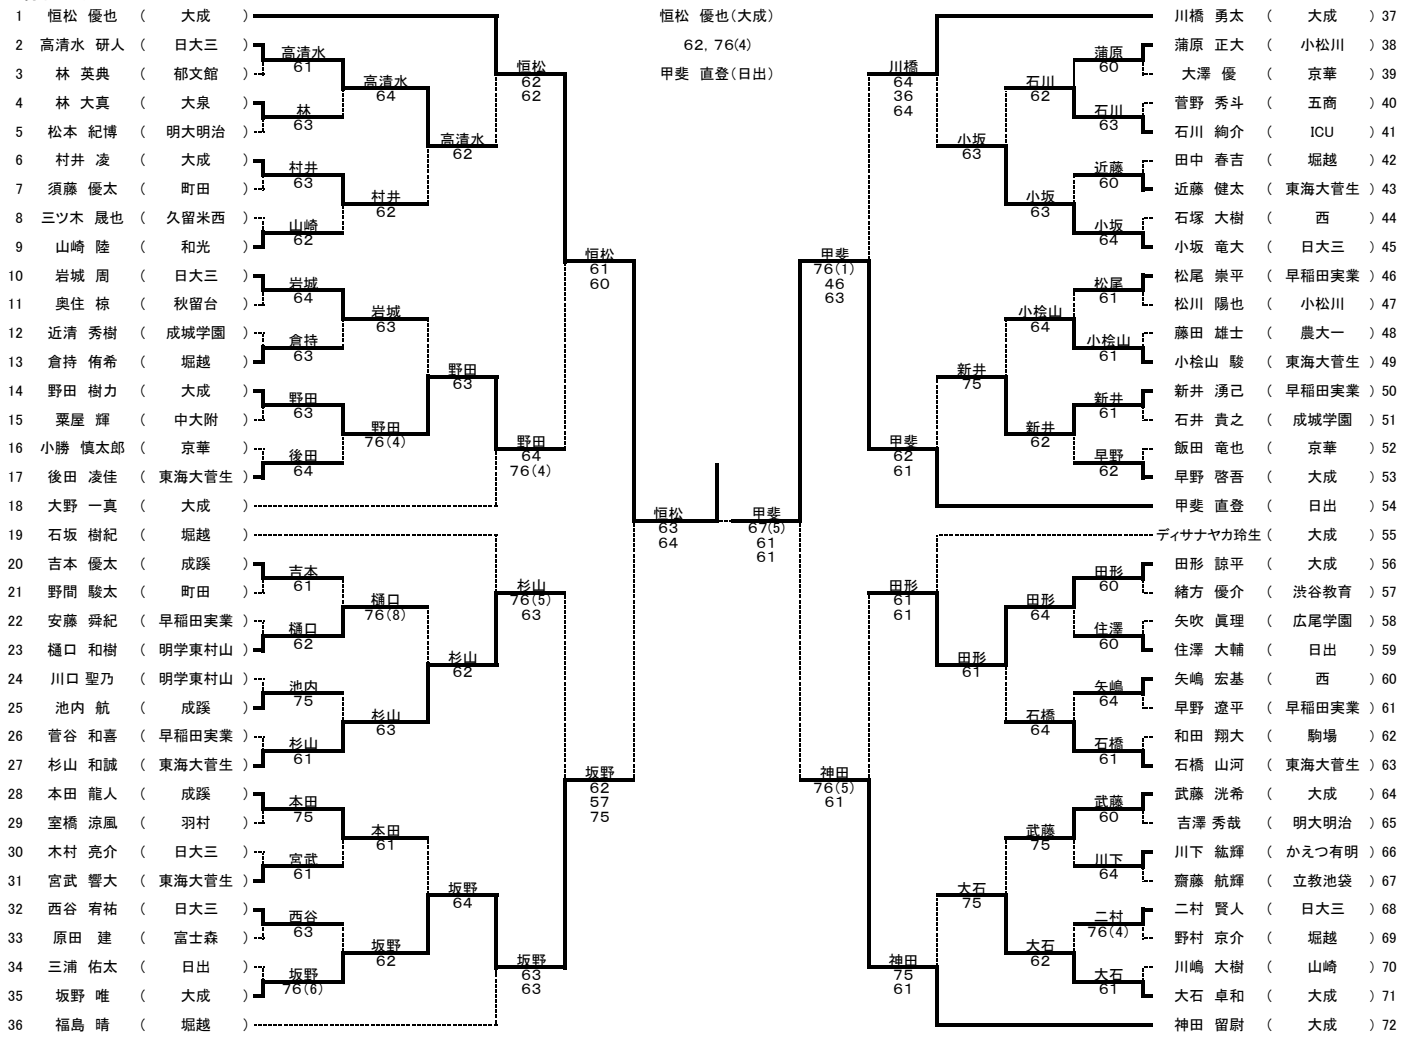 恒松 優也(大成)
62, 76(4)
甲斐 直登(日出)
1 恒松 優也 ( 大成 )
2 高清水 研人 ( 日大三 )
3 林 英典 ( 郁文館 )
4 林 大真 ( 大泉 )
5 松本 紀博 ( 明大明治 )
6 村井 凌 ( 大成 )
7 須藤 優太 ( 町田 )
8 三ツ木 晟也 ( 久留米西 )
9 山崎 陸 ( 和光 )
10 岩城 周 ( 日大三 )
11 奥住 椋 ( 秋留台 )
12 近清 秀樹 ( 成城学園 )
13 倉持 侑希 ( 堀越 )
14 野田 樹力 ( 大成 )
15 粟屋 輝 ( 中大附 )
16 小勝 慎太郎 ( 京華 )
17 後田 凌佳 ( 東海大菅生 )
18 大野 一真 ( 大成 )
19 石坂 樹紀 ( 堀越 )
20 吉本 優太 ( 成蹊 )
21 野間 駿太 ( 町田 )
22 安藤 舜紀 ( 早稲田実業 )
23 樋口 和樹 ( 明学東村山 )
24 川口 聖乃 ( 明学東村山 )
25 池内 航 ( 成蹊 )
26 菅谷 和喜 ( 早稲田実業 )
27 杉山 和誠 ( 東海大菅生 )
28 本田 龍人 ( 成蹊 )
29 室橋 涼風 ( 羽村 )
30 木村 亮介 ( 日大三 )
31 宮武 響大 ( 東海大菅生 )
32 西谷 宥祐 ( 日大三 )
33 原田 建 ( 富士森 )
34 三浦 佑太 ( 日出 )
35 坂野 唯 ( 大成 )
36 福島 晴 ( 堀越 )
高清水
61
林
63
村井
63
山崎
62
岩城
64
倉持
63
野田
63
後田
64
吉本
61
樋口
62
池内
75
杉山
61
本田
75
宮武
61
西谷
63
坂野
76(6)
高清水
64
村井
62
岩城
63
野田
76(4)
樋口
76(8)
杉山
63
本田
61
坂野
62
高清水
62
野田
63
杉山
62
坂野
64
恒松
62
62
野田
64
76(4)
杉山
76(5)
63
坂野
63
63
恒松
61
60
坂野
62
57
75
恒松
63
64
甲斐
67(5)
61
61
甲斐
76(1)
46
63
神田
76(5)
61
川橋
64
36
64
甲斐
62
61
田形
61
61
神田
75
61
小坂
63
新井
75
田形
61
大石
75
石川
62
小坂
63
小桧山
64
新井
62
田形
64
石橋
64
武藤
75
大石
62
蒲原
60
石川
63
近藤
60
小坂
64
松尾
61
小桧山
61
新井
61
早野
62
田形
60
住澤
60
矢嶋
64
石橋
61
武藤
60
川下
64
二村
76(4)
大石
61
川橋 勇太 ( 大成 ) 37
蒲原 正大 ( 小松川 ) 38
大澤 優 ( 京華 ) 39
菅野 秀斗 ( 五商 ) 40
石川 絢介 ( ICU ) 41
田中 春吉 ( 堀越 ) 42
近藤 健太 ( 東海大菅生 ) 43
石塚 大樹 ( 西 ) 44
小坂 竜大 ( 日大三 ) 45
松尾 崇平 ( 早稲田実業 ) 46
松川 陽也 ( 小松川 ) 47
藤田 雄士 ( 農大一 ) 48
小桧山 駿 ( 東海大菅生 ) 49
新井 湧己 ( 早稲田実業 ) 50
石井 貴之 ( 成城学園 ) 51
飯田 竜也 ( 京華 ) 52
早野 啓吾 ( 大成 ) 53
甲斐 直登 ( 日出 ) 54
ディサナヤカ玲生 ( 大成 ) 55
田形 諒平 ( 大成 ) 56
緒方 優介 ( 渋谷教育 ) 57
矢吹 眞理 ( 広尾学園 ) 58
住澤 大輔 ( 日出 ) 59
矢嶋 宏基 ( 西 ) 60
早野 遼平 ( 早稲田実業 ) 61
和田 翔大 ( 駒場 ) 62
石橋 山河 ( 東海大菅生 ) 63
武藤 洸希 ( 大成 ) 64
吉澤 秀哉 ( 明大明治 ) 65
川下 紘輝 ( かえつ有明 ) 66
齋藤 航輝 ( 立教池袋 ) 67
二村 賢人 ( 日大三 ) 68
野村 京介 ( 堀越 ) 69
川嶋 大樹 ( 山崎 ) 70
大石 卓和 ( 大成 ) 71
神田 留尉 ( 大成 ) 72